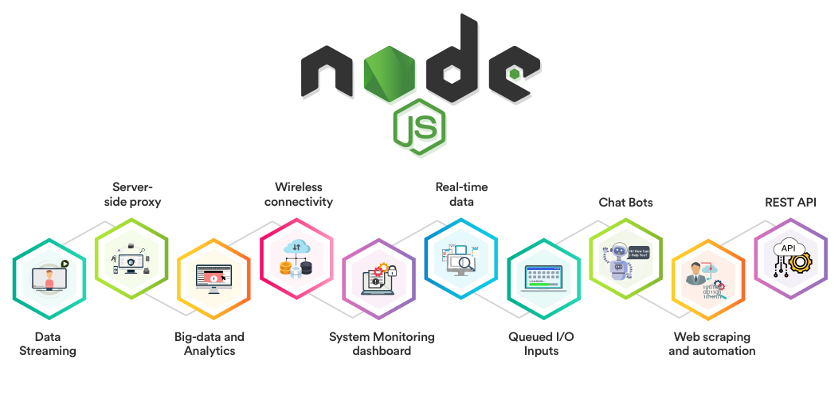 node
JS
Server-
side proxy
Wireless
connectivity
Real-time
data
Chat Bots
REST API
API
Data
Streaming
Big-data and
Analytics
System Monitoring
dashboard
Queued I/O
Inputs
Web scraping
and automation